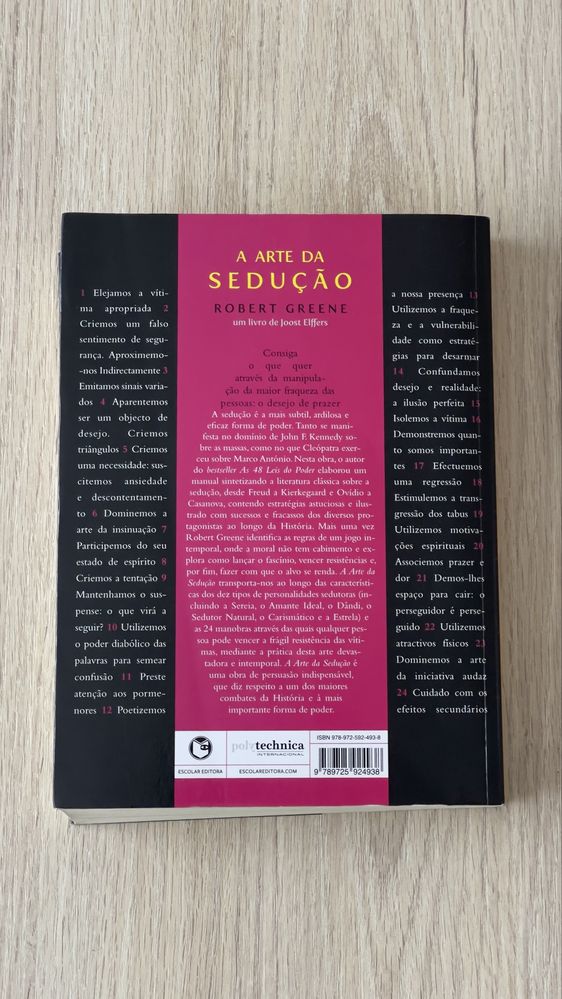 A ARTE DA
SEDUÇÃO
ROBERT GREENE
um livro de Joost Elffers
1 Elejamos a víti-
ma apropriada 2
Criemos um falso
sentimento de segu-
rança. Aproximemo-
-nos Indirectamente 3
Emitamos sinais varia-
dos 4 Aparentemos
ser um objecto de
desejo. Criemos
triângulos 5 Criemos
uma necessidade: sus-
citemos ansiedade
e descontentamen-
to 6 Dominemos a
arte da insinuação 7
Participemos do seu
estado de espírito 8
Criemos a tentação 9
Mantenhamos o sus-
pense: o que virá a
seguir? 10 Utilizemos
o poder diabólico das
palavras para semear
confusão 11 Preste
atenção aos porme-
nores 12 Poetizemos
Consiga
o que quer
através da manipula-
ção da maior fraqueza das
pessoas: o desejo de prazer
A sedução é a mais subtil, ardilosa e
eficaz forma de poder. Tanto se mani-
festa no domínio de John F. Kennedy so-
bre as massas, como no que Cleópatra exer-
ceu sobre Marco António. Nesta obra, o autor
do bestseller As 48 Leis do Poder elaborou um
manual sintetizando a literatura clássica sobre a
sedução, desde Freud a Kierkegaard e Ovídio a
Casanova, contendo estratégias astuciosas e ilus-
trado com sucessos e fracassos dos diversos pro-
tagonistas ao longo da História. Mais uma vez
Robert Greene identifica as regras de um jogo in-
temporal, onde a moral não tem cabimento e ex-
plora como lançar o fascínio, vencer resistências e,
por fim, fazer com que o alvo se renda. A Arte da
Sedução transporta-nos ao longo das característi-
cas dos dez tipos de personalidades sedutoras (in-
cluindo a Sereia, o Amante Ideal, o Dândi, o
Sedutor Natural, o Carismático e a Estrela) e
as 24 manobras através das quais qualquer pes-
soa pode vencer a frágil resistência das víti-
mas, mediante a prática desta arte devas-
tadora e intemporal. A Arte da Sedução é
uma obra de persuasão indispensável,
que diz respeito a um dos maiores
combates da História e à mais
importante forma de poder.
a nossa presença 13
Utilizemos a fraque-
za e a vulnerabili-
dade como estraté-
gias para desarmar
14 Confundamos
desejo e realidade:
a ilusão perfeita 15
Isolemos a vítima 16
Demonstremos quan-
to somos importan-
tes 17 Efectuemos
uma regressão 18
Estimulemos a trans-
gressão dos tabus 19
Utilizemos motiva-
ções espirituais 20
Associemos prazer e
dor 21 Demos-lhes
espaço para cair: o
perseguidor é perse-
guido 22 Utilizemos
atractivos físicos 23
Dominemos a arte
da iniciativa audaz
24 Cuidado com os
efeitos secundários
ESCOLAR EDITORA
polytechnica
INTERNACIONAL
ESCOLAREDITORA.COM
ISBN 978-972-592-493-8
9 789725 924938